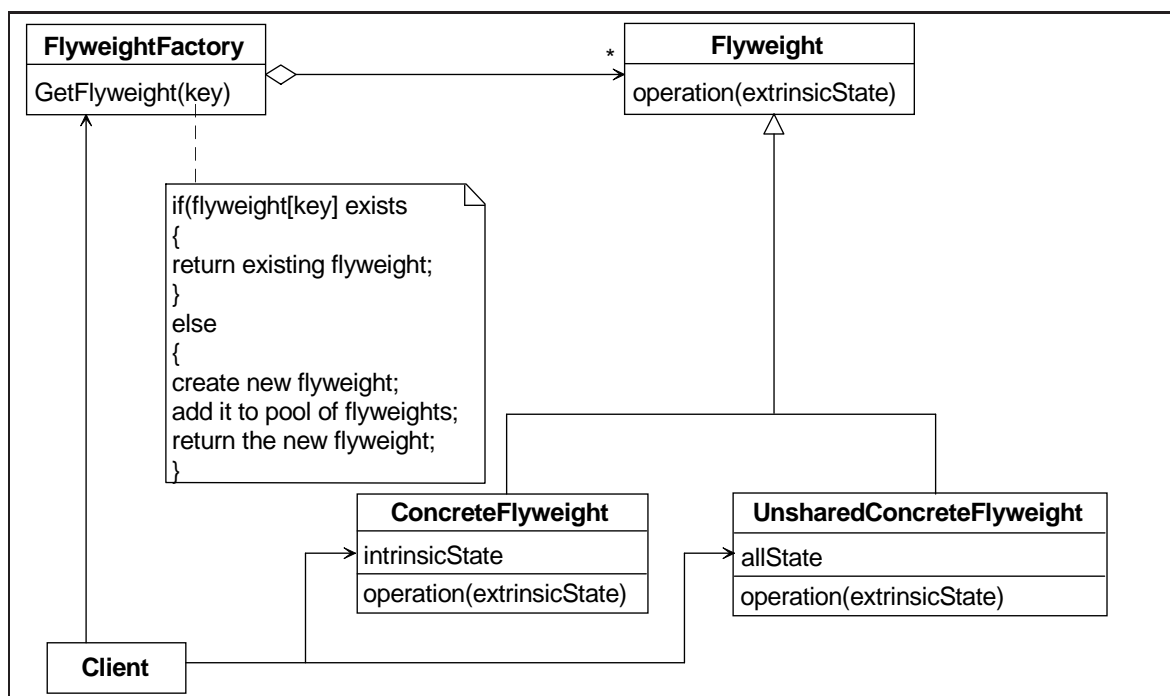 FlyweightFactory
GetFlyweight(key)
*
Flyweight
operation(extrinsicState)
if(flyweight[key] exists
{
return existing flyweight;
}
else
{
create new flyweight;
add it to pool of flyweights;
return the new flyweight;
}
ConcreteFlyweight
intrinsicState
operation(extrinsicState)
UnsharedConcreteFlyweight
allState
operation(extrinsicState)
Client